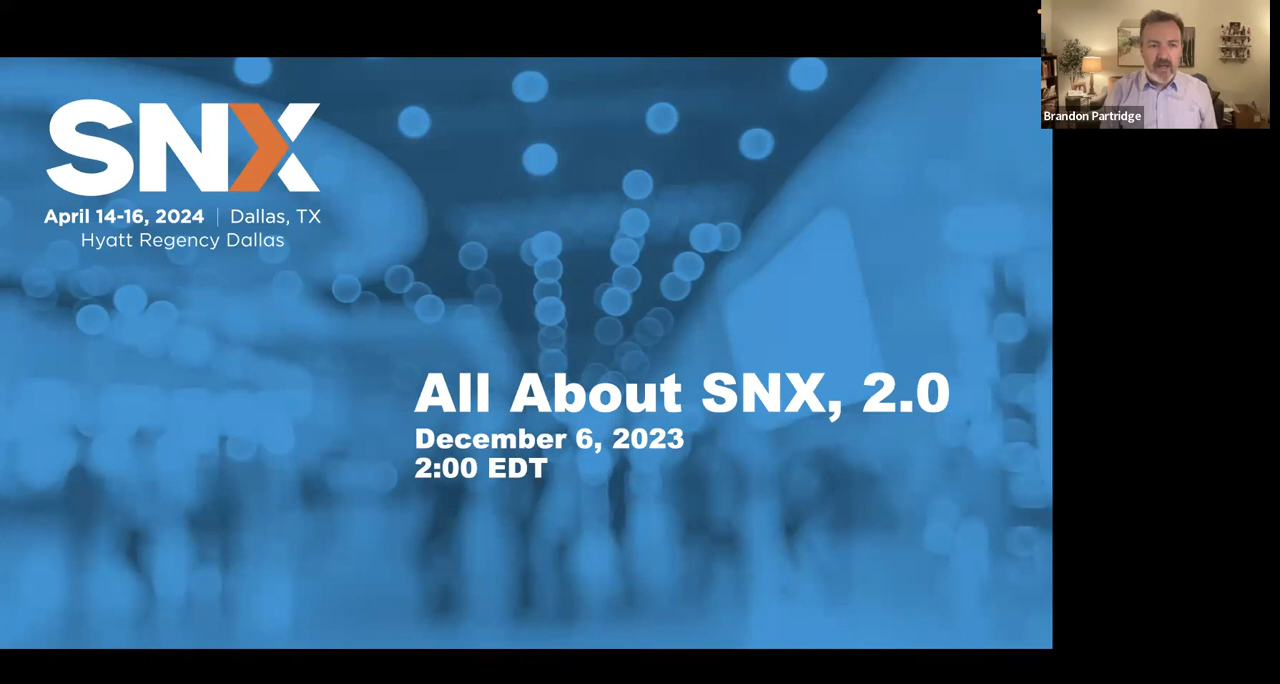 SNX
April 14-16, 2024 | Dallas, TX
Hyatt Regency Dallas
All About SNX, 2.0
December 6, 2023
2:00 EDT
Brandon Partridge